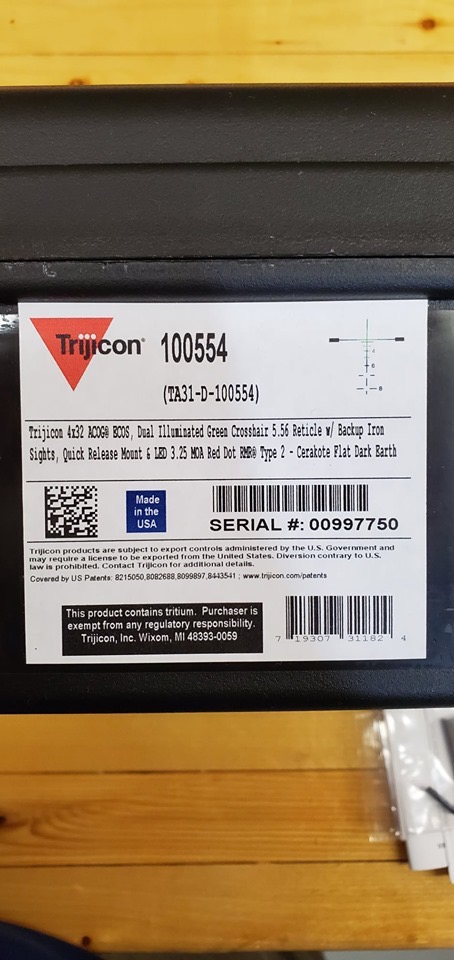 Trijicon® 100554
(TA31-D-100554)
4
6
8
Trijicon 4x32 ACOG® ECOS, Dual Illuminated Green Crosshair 5.56 Reticle w/ Backup Iron
Sights, Quick Release Mount & LED 3.25 MOA Red Dot RMR® Type 2 - Cerakote Flat Dark Earth
Made
in the
USA
SERIAL #: 00997750
Trijicon products are subject to export controls administered by the U.S. Government and
may require a license to be exported from the United States. Diversion contrary to U.S.
law is prohibited. Contact Trijicon for additional details.
Covered by US Patents: 8215050,8082688,8099897,8443541 ; www.trijicon.com/patents
This product contains tritium. Purchaser is
exempt from any regulatory responsibility.
Trijicon, Inc. Wixom, MI 48393-0059
7 19307 31182 4